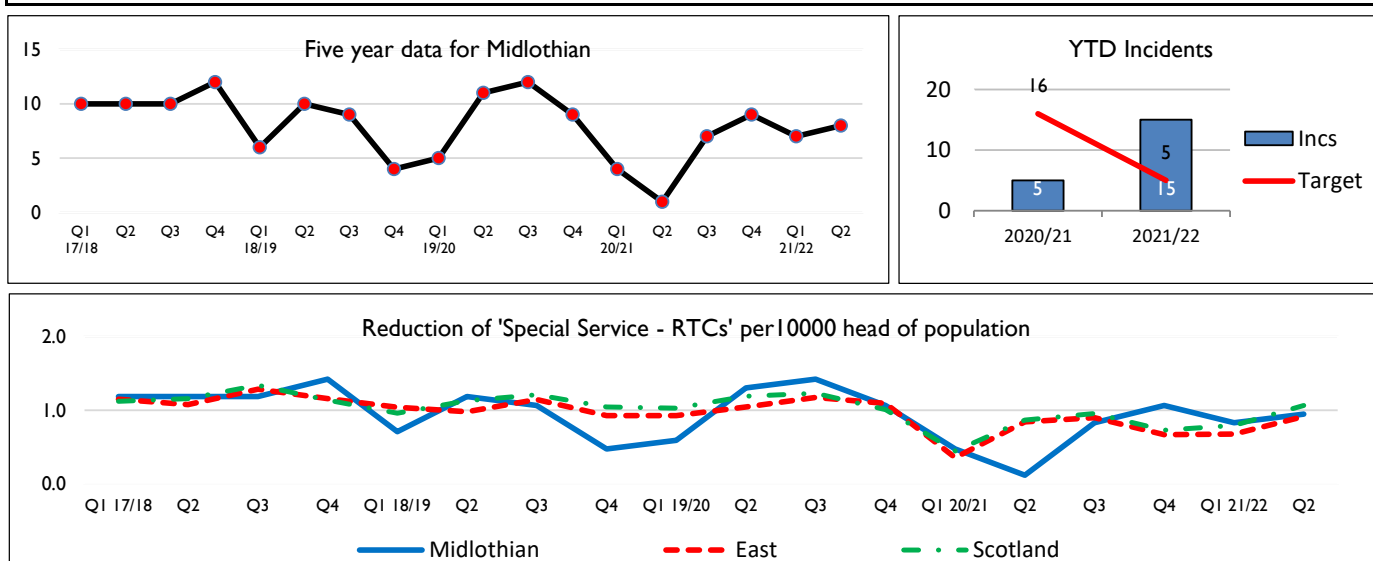 Five year data for Midlothian
15
10
5
0
Q1 Q2 Q3 Q4 Q1 Q2 Q3 Q4 Q1 Q2 Q3 Q4 Q1 Q2 Q3 Q4 Q1 Q2
17/18 18/19 19/20 20/21 21/22
YTD Incidents
16
20
10
0
5
5
15
2020/21 2021/22
Incs
Target
Reduction of 'Special Service - RTCs' per10000 head of population
2.0
1.0
0.0
Q1 17/18 Q2 Q3 Q4 Q1 18/19 Q2 Q3 Q4 Q1 19/20 Q2 Q3 Q4 Q1 20/21 Q2 Q3 Q4 Q1 21/22 Q2
Midlothian East Scotland